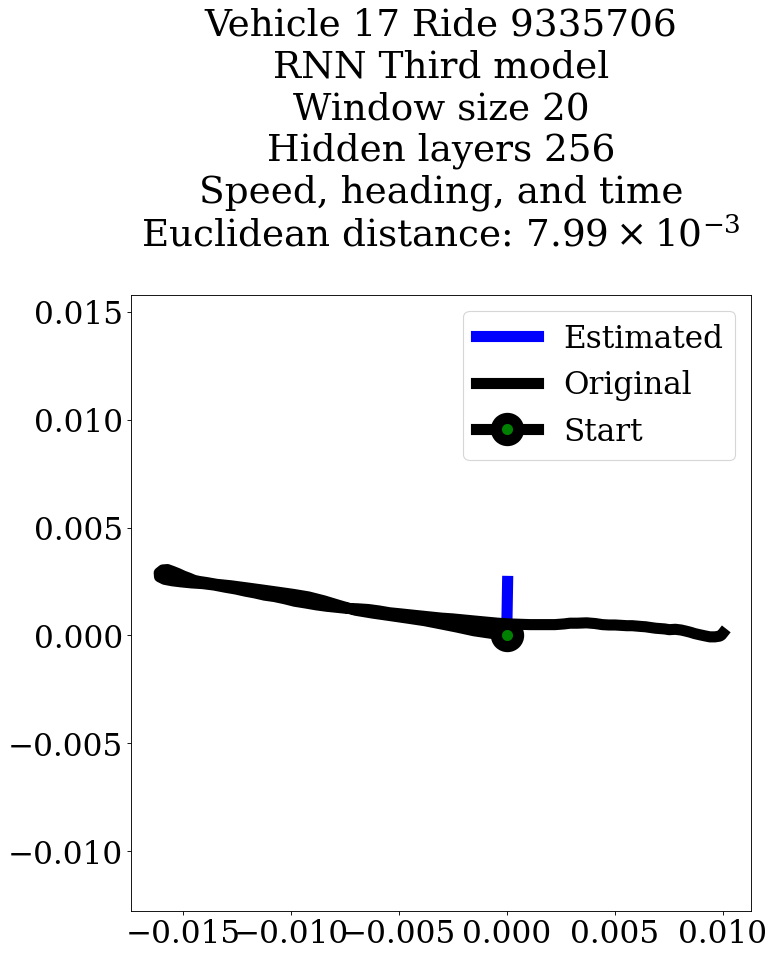 Vehicle 17 Ride 9335706
RNN Third model
Window size 20
Hidden layers 256
Speed, heading, and time
Euclidean distance: 7.99 × 10⁻³
Estimated
Original
Start
0.015
0.010
0.005
0.000
−0.005
−0.010
−0.015 −0.010 −0.005 0.000 0.005 0.010